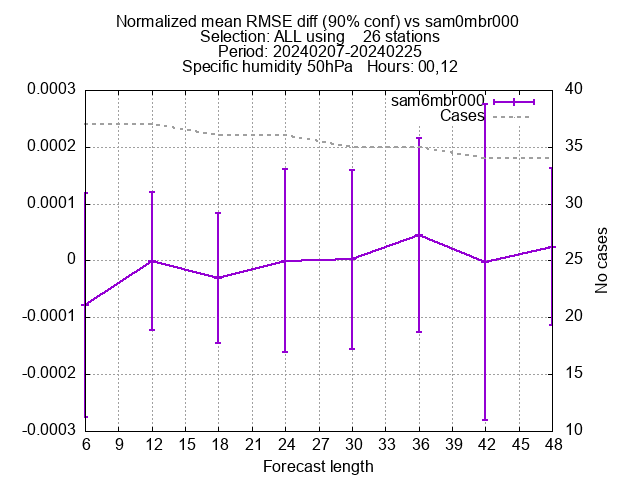 Normalized mean RMSE diff (90% conf) vs sam0mbr000
Selection: ALL using    26 stations
Period: 20240207-20240225
Specific humidity 50hPa   Hours: 00,12
sam6mbr000
Cases
0.0003
0.0002
0.0001
0
-0.0001
-0.0002
-0.0003
40
35
30
25
20
15
10
No cases
6 9 12 15 18 21 24 27 30 33 36 39 42 45 48
Forecast length